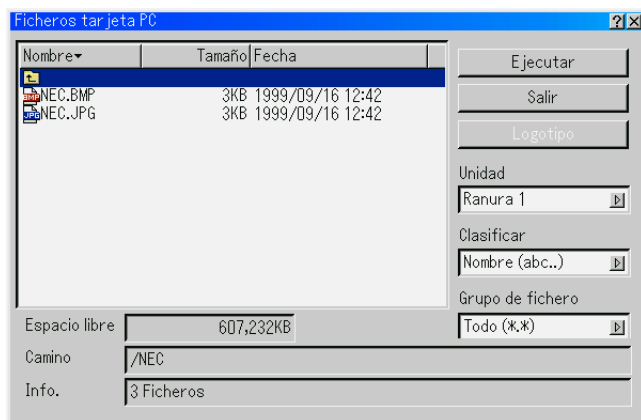 Ficheros tarjeta PC
Nombre Tamaño Fecha
NEC.BMP 3KB 1999/09/16 12:42
NEC.JPG 3KB 1999/09/16 12:42
Ejecutar
Salir
Logotipo
Unidad
Ranura 1
Clasificar
Nombre (abc..)
Grupo de fichero
Todo (*.*)
Espacio libre 607,232KB
Camino /NEC
Info. 3 Ficheros